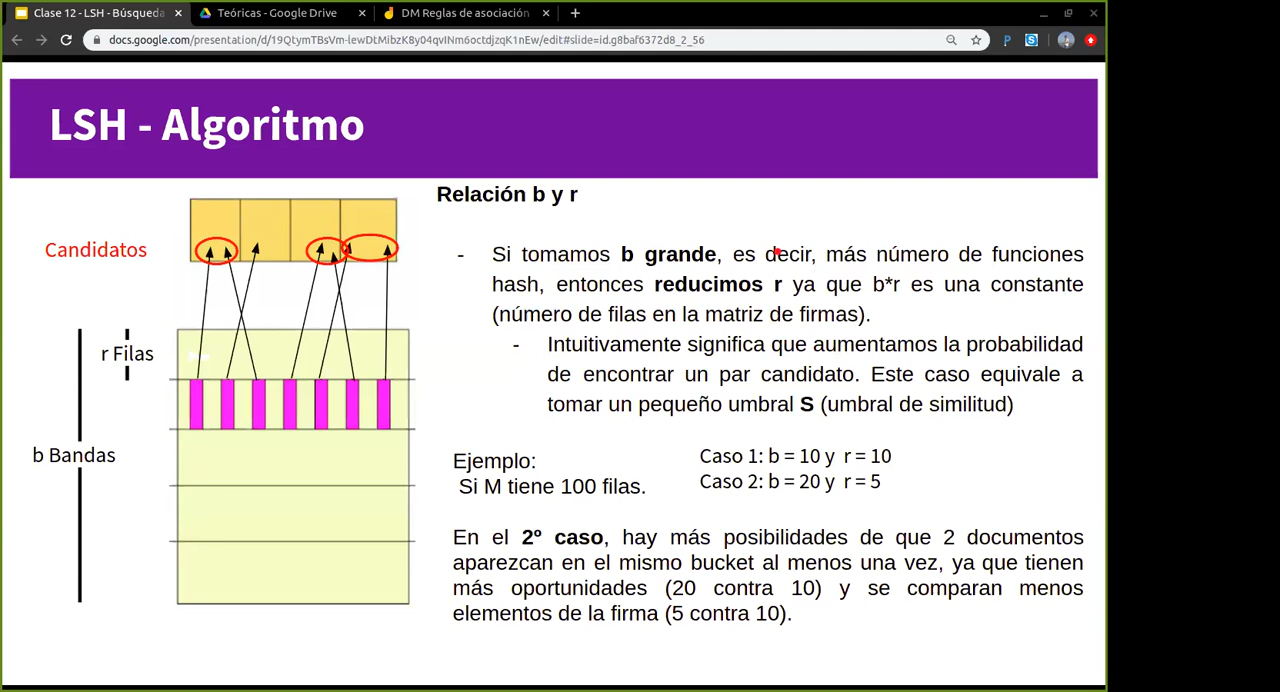 Clase 12 - LSH - Búsqueda
Teóricas - Google Drive
DM Reglas de asociación
docs.google.com/presentation/d/19QtymTBsVm-lewDtMibzK8y04qvINm6octdjzqK1nEw/edit#slide=id.g8baf6372d8_2_56
LSH - Algoritmo
Candidatos
r Filas
b Bandas
Relación b y r
- Si tomamos b grande, es decir, más número de funciones
hash, entonces reducimos r ya que b*r es una constante
(número de filas en la matriz de firmas).
- Intuitivamente significa que aumentamos la probabilidad
de encontrar un par candidato. Este caso equivale a
tomar un pequeño umbral S (umbral de similitud)
Ejemplo:
Si M tiene 100 filas.
Caso 1: b = 10 y r = 10
Caso 2: b = 20 y r = 5
En el 2º caso, hay más posibilidades de que 2 documentos
aparezcan en el mismo bucket al menos una vez, ya que tienen
más oportunidades (20 contra 10) y se comparan menos
elementos de la firma (5 contra 10).